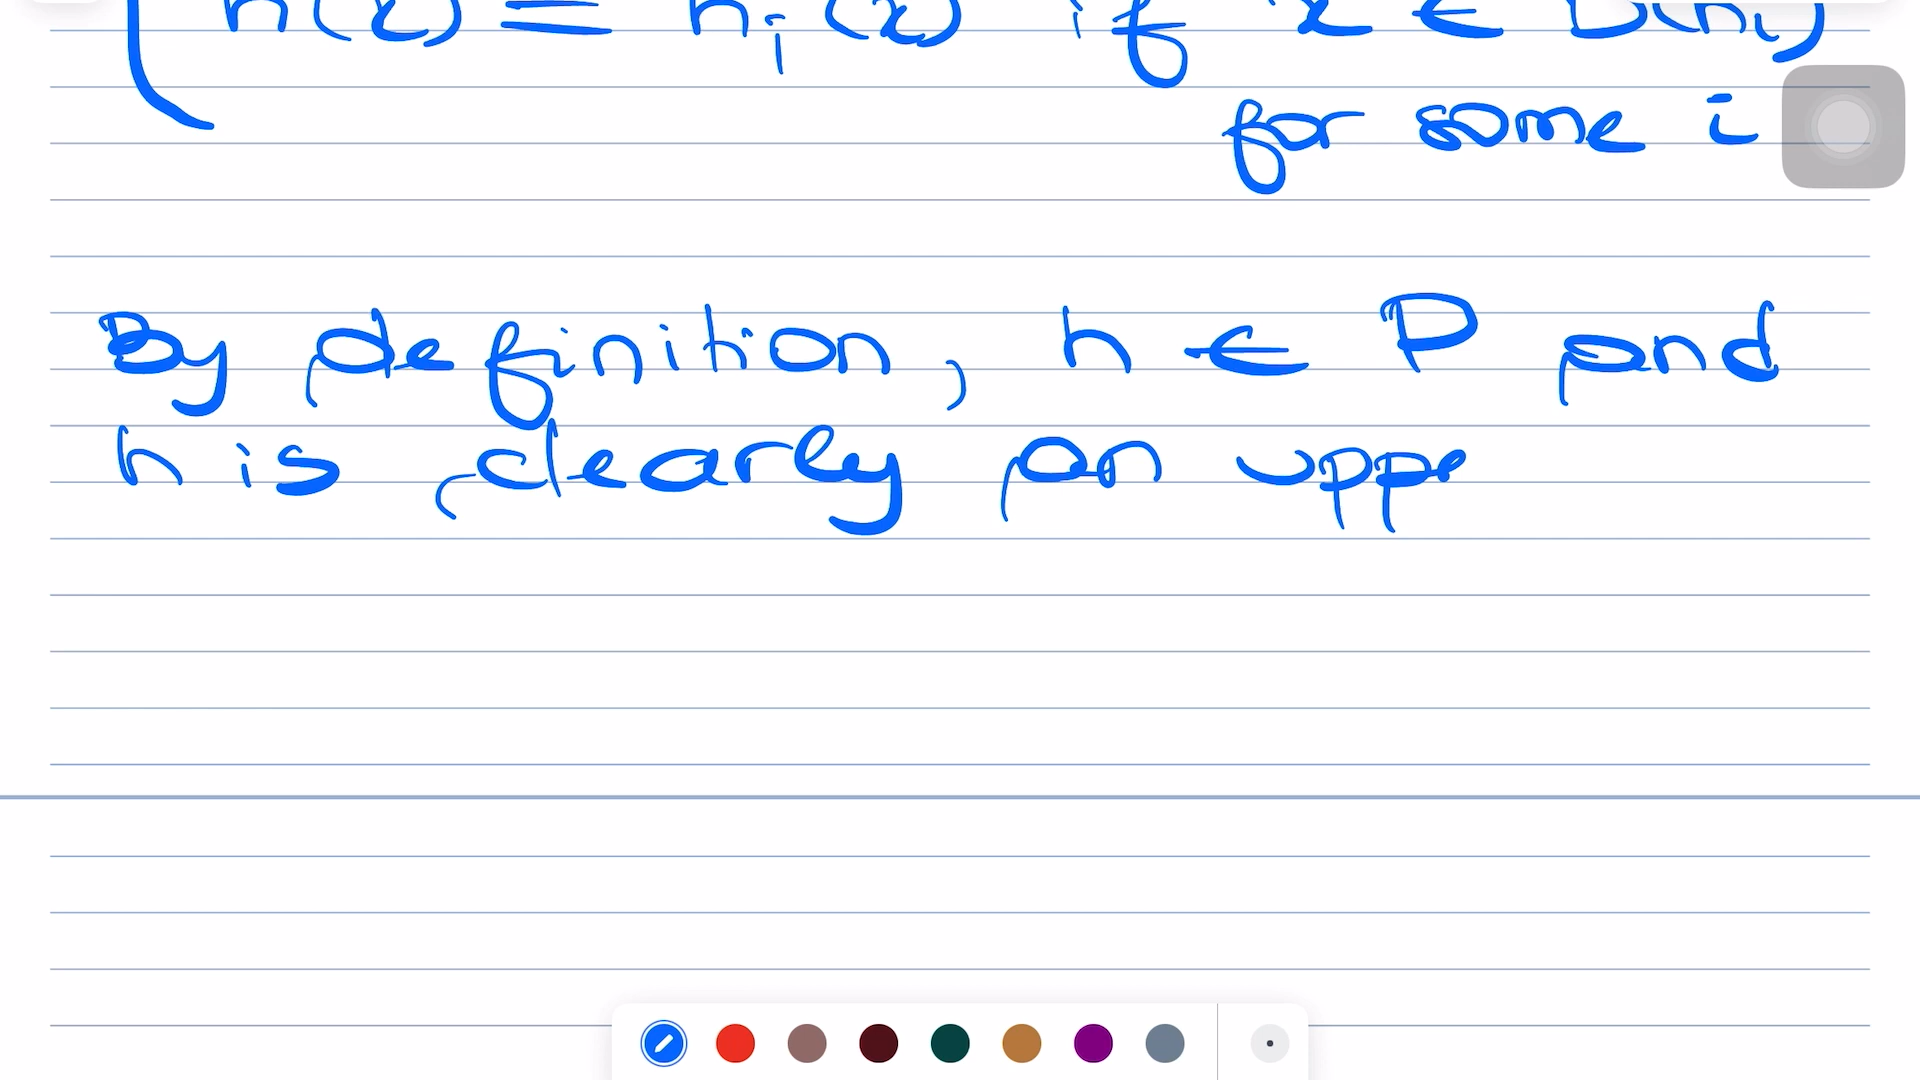 h(x) = hᵢ(x) if x ∈ D(hᵢ)
for some i
By definition, h ∈ P and
h is clearly an uppe